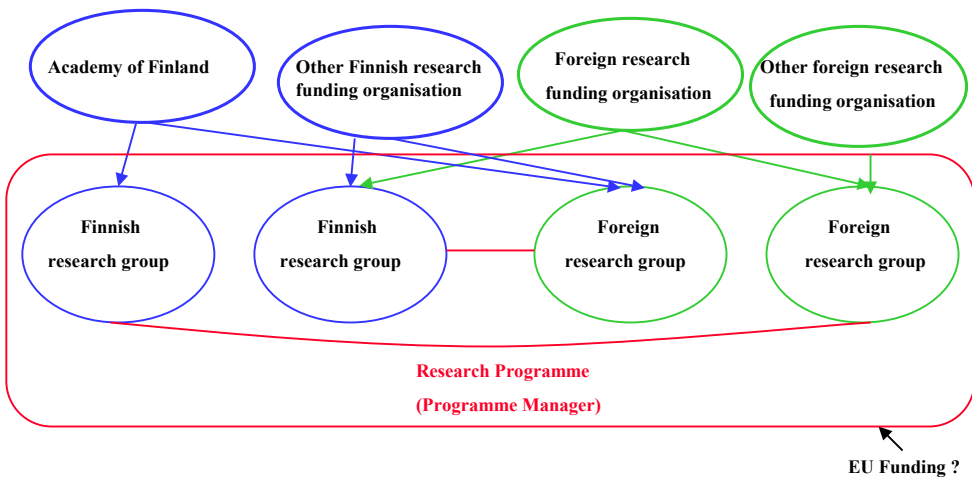 Academy of Finland
Other Finnish research
funding organisation
Foreign research
funding organisation
Other foreign research
funding organisation
Finnish
research group
Finnish
research group
Foreign
research group
Foreign
research group
Research Programme
(Programme Manager)
EU Funding ?